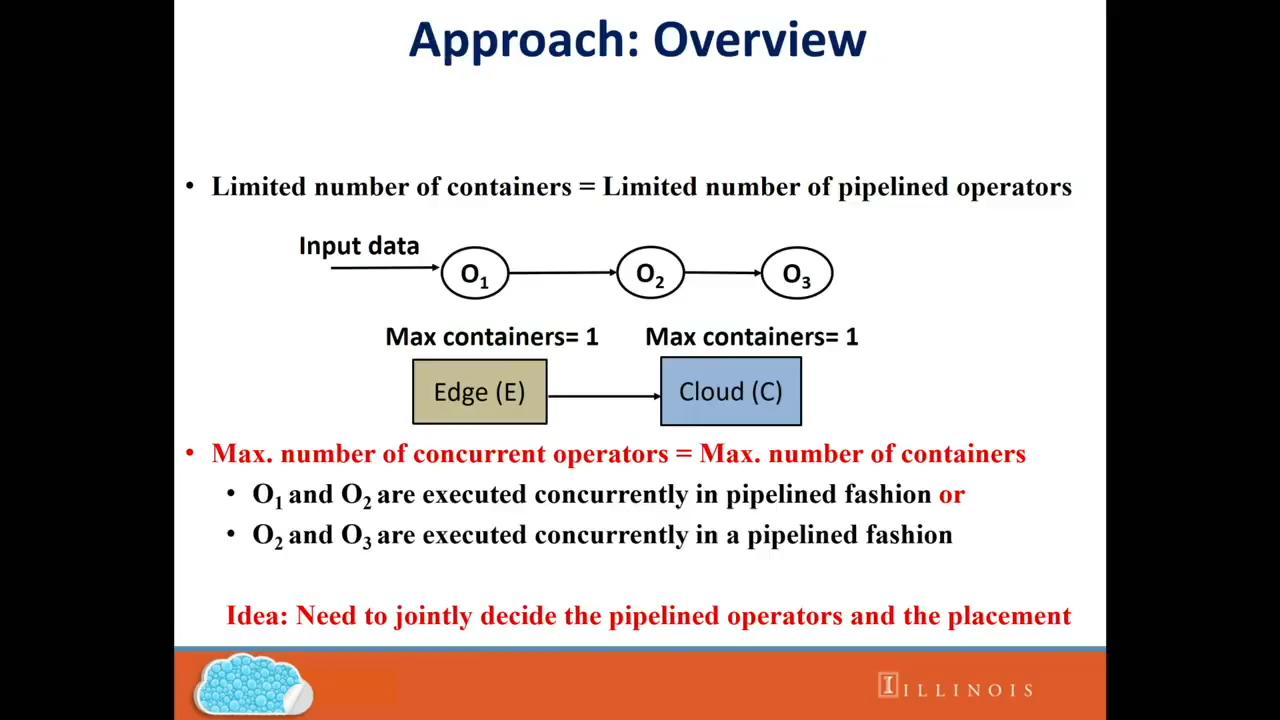 Approach: Overview
• Limited number of containers = Limited number of pipelined operators
Input data
O1 O2 O3
Max containers= 1 Max containers= 1
Edge (E) Cloud (C)
• Max. number of concurrent operators = Max. number of containers
• O1 and O2 are executed concurrently in pipelined fashion or
• O2 and O3 are executed concurrently in a pipelined fashion
Idea: Need to jointly decide the pipelined operators and the placement
I ILLINOIS